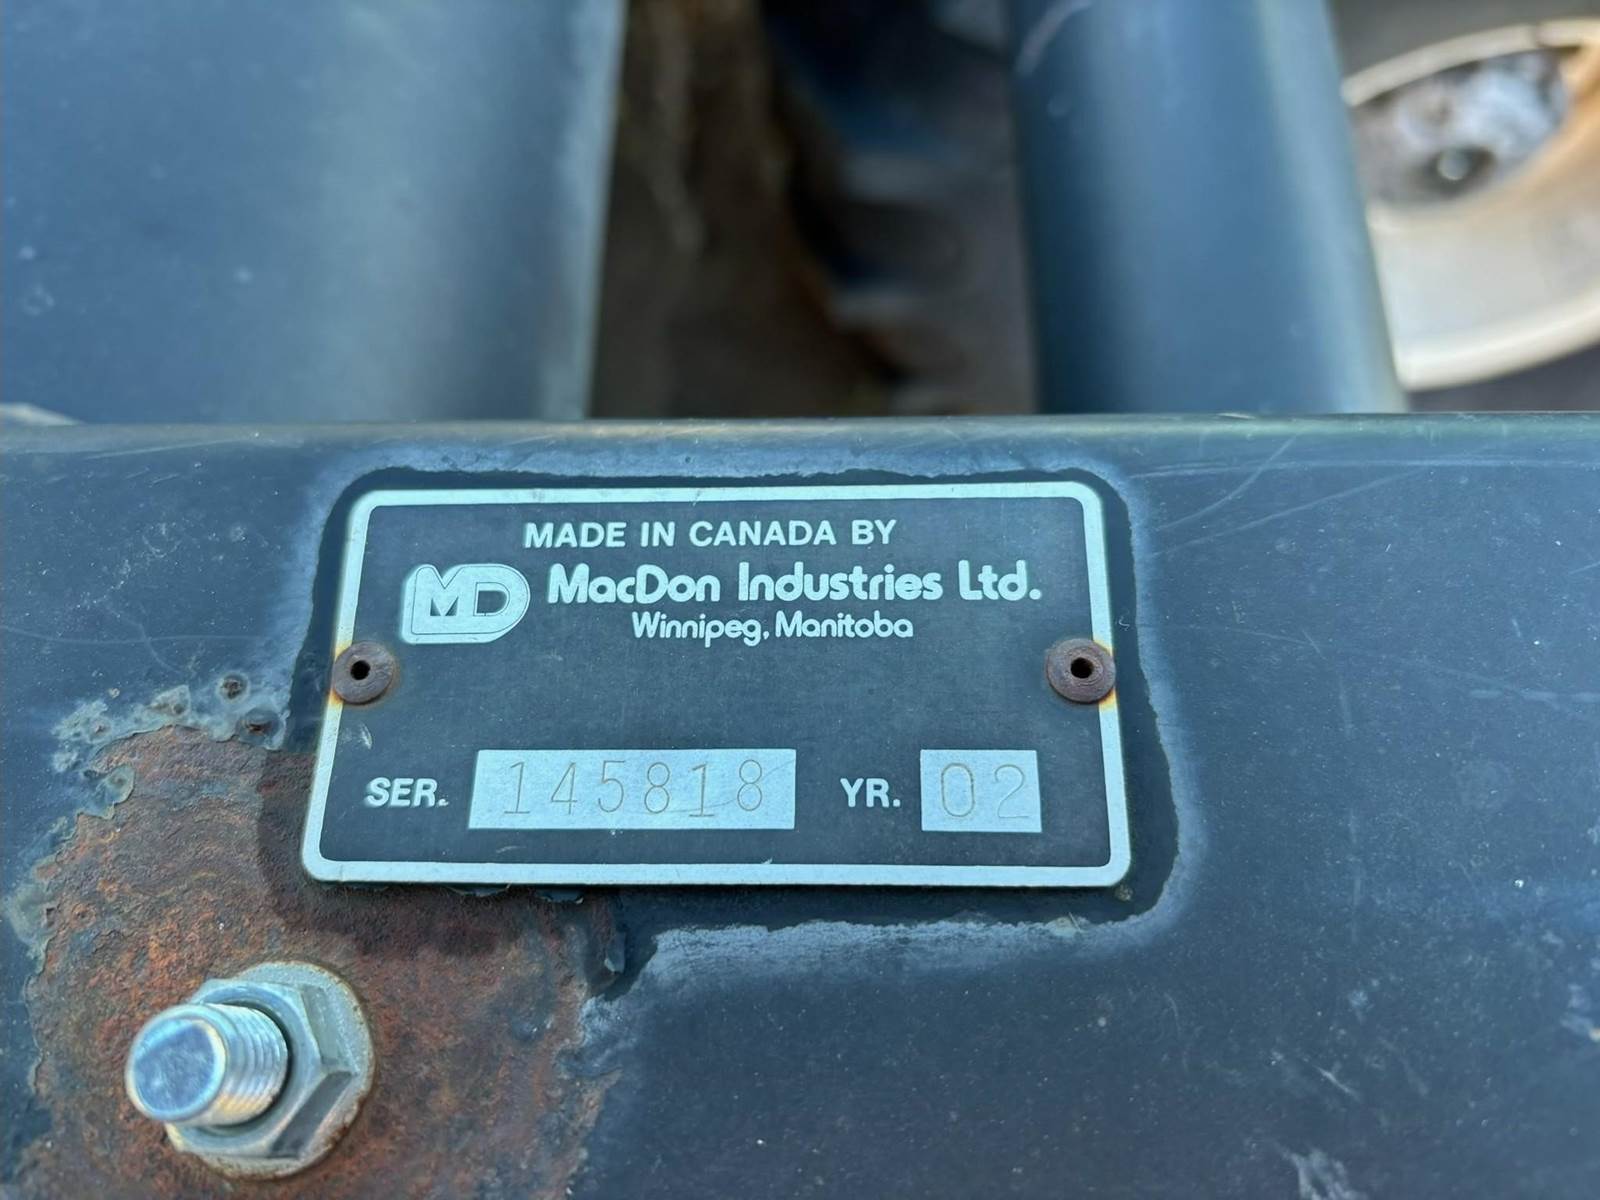 MADE IN CANADA BY
MD MacDon Industries Ltd.
Winnipeg, Manitoba
SER. 145818 YR. 02